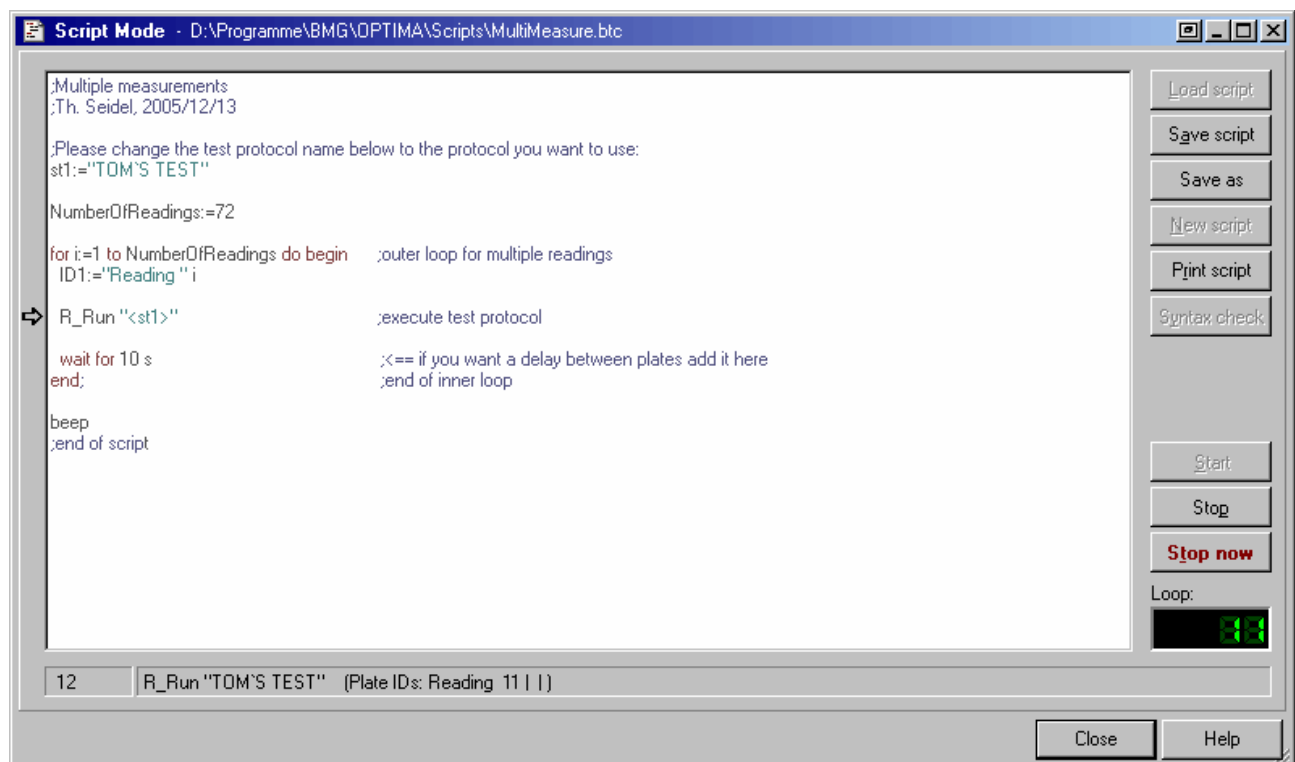 Script Mode - D:\Programme\BMG\OPTIMA\Scripts\MultiMeasure.btc
;Multiple measurements
;Th. Seidel, 2005/12/13
;Please change the test protocol name below to the protocol you want to use:
st1:="TOM`S TEST"
NumberOfReadings:=72
for i:=1 to NumberOfReadings do begin ;outer loop for multiple readings
ID1:="Reading " i
R_Run "<st1>" ;execute test protocol
wait for 10 s ;<== if you want a delay between plates add it here
end; ;end of inner loop
beep
;end of script
Load script
Save script
Save as
New script
Print script
Syntax check
Start
Stop
Stop now
Loop:
11
12 R_Run "TOM`S TEST" (Plate IDs: Reading 11 | | )
Close Help